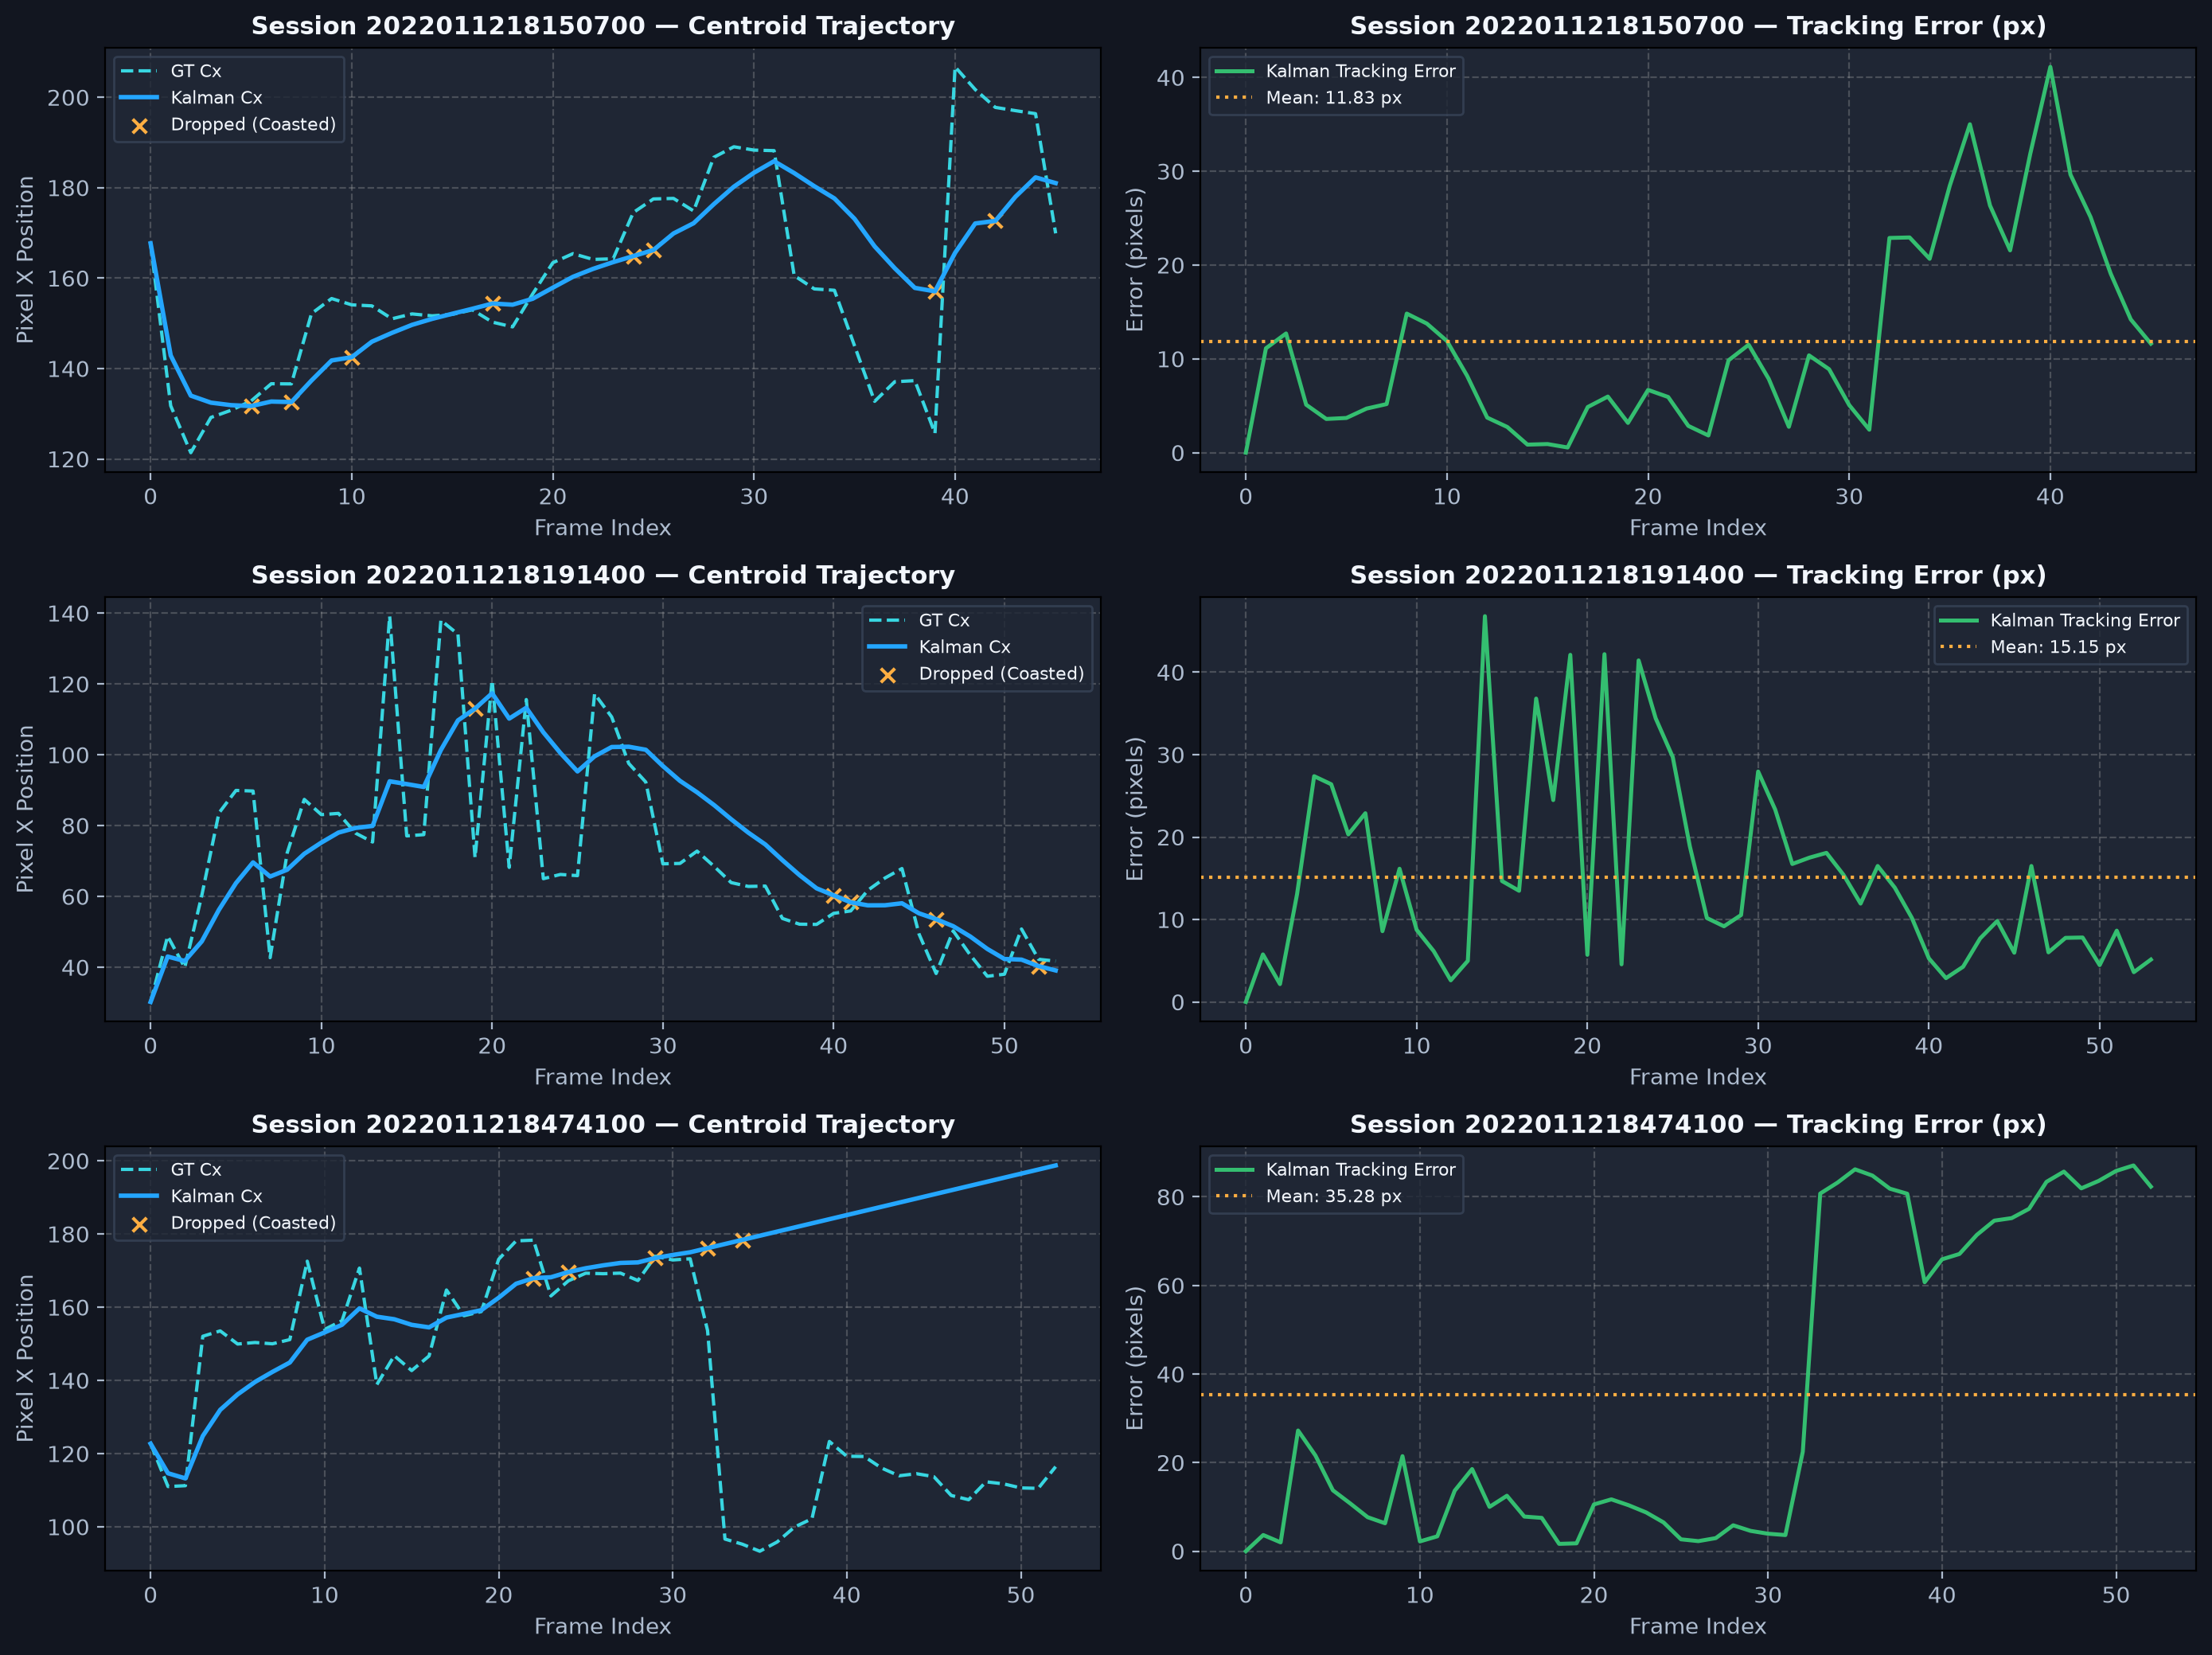 Session 2022011218150700 — Centroid Trajectory
GT Cx
Kalman Cx
Dropped (Coasted)
Pixel X Position
200
180
160
140
120
0 10 20 30 40
Frame Index
Session 2022011218150700 — Tracking Error (px)
Kalman Tracking Error
Mean: 11.83 px
Error (pixels)
40
30
20
10
0
0 10 20 30 40
Frame Index
Session 2022011218191400 — Centroid Trajectory
GT Cx
Kalman Cx
Dropped (Coasted)
Pixel X Position
140
120
100
80
60
40
0 10 20 30 40 50
Frame Index
Session 2022011218191400 — Tracking Error (px)
Kalman Tracking Error
Mean: 15.15 px
Error (pixels)
40
30
20
10
0
0 10 20 30 40 50
Frame Index
Session 2022011218474100 — Centroid Trajectory
GT Cx
Kalman Cx
Dropped (Coasted)
Pixel X Position
200
180
160
140
120
100
0 10 20 30 40 50
Frame Index
Session 2022011218474100 — Tracking Error (px)
Kalman Tracking Error
Mean: 35.28 px
Error (pixels)
80
60
40
20
0
0 10 20 30 40 50
Frame Index